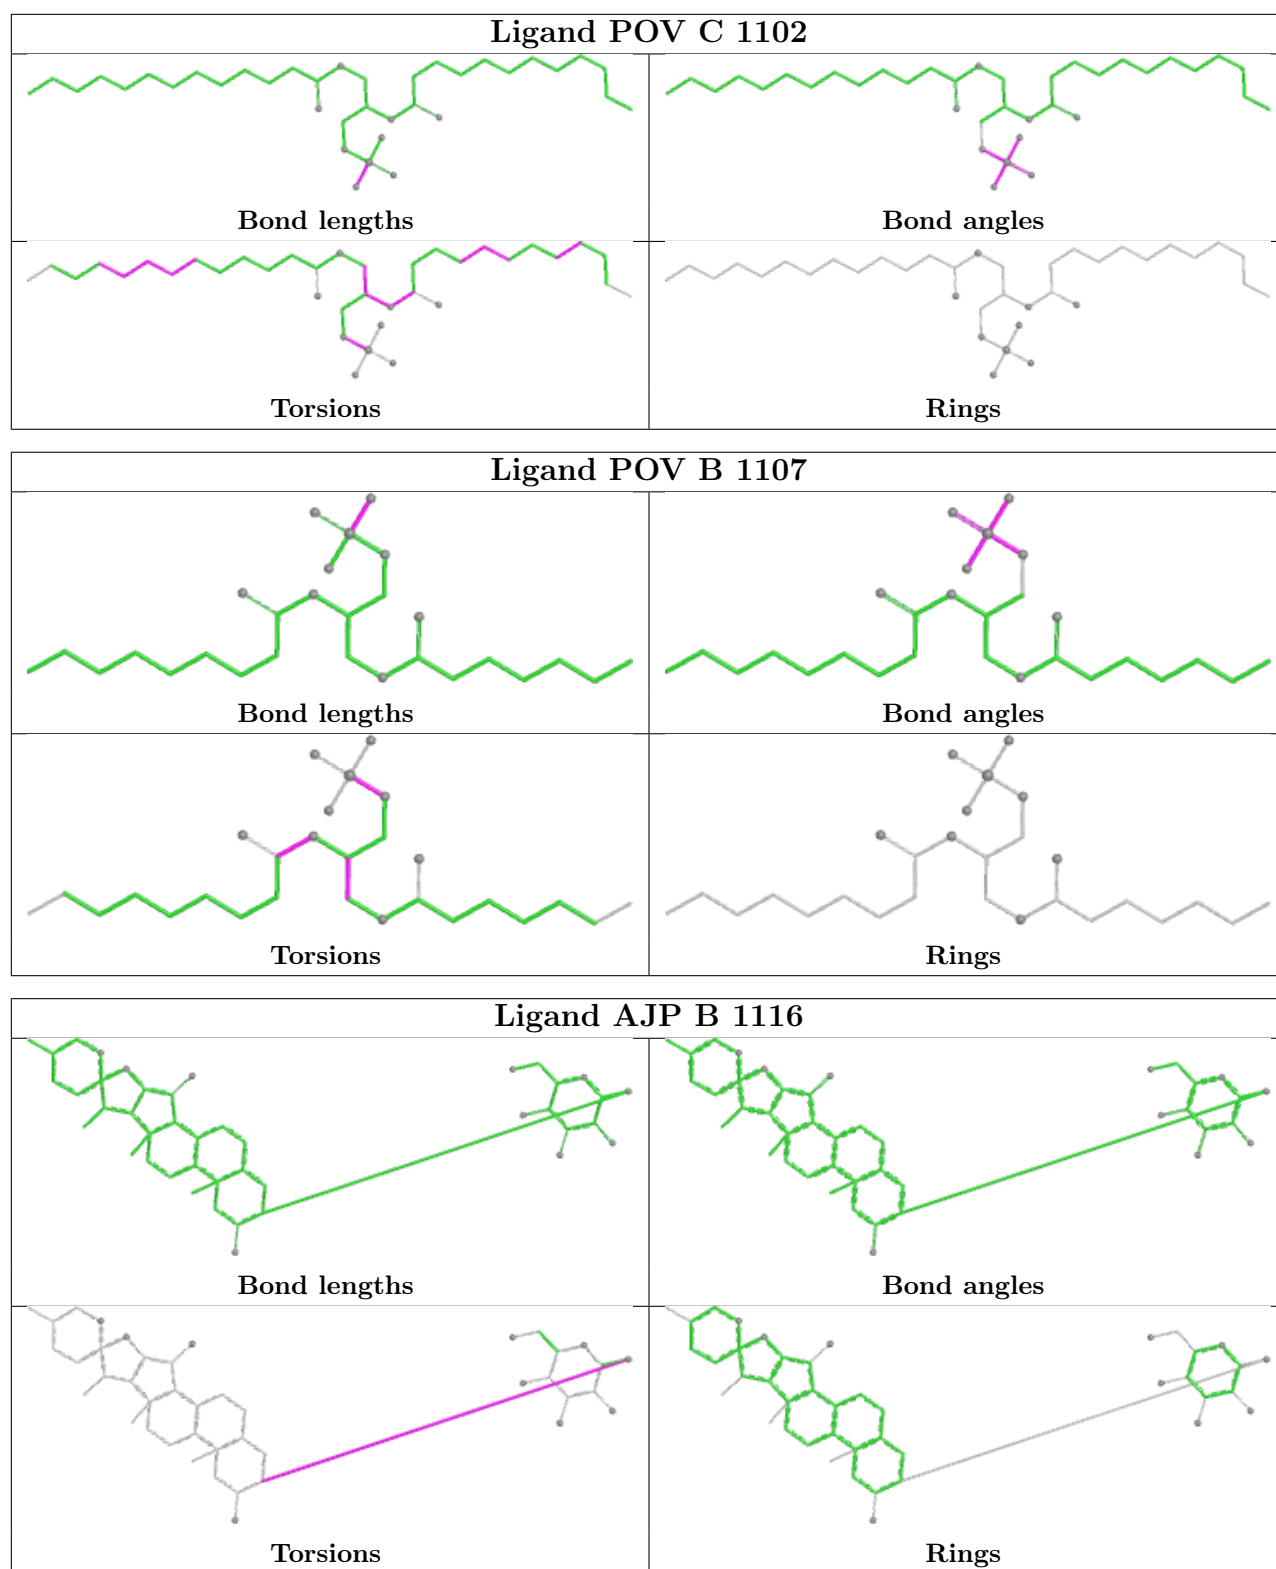 Ligand POV C 1102
Bond lengths
Bond angles
Torsions
Rings
Ligand POV B 1107
Bond lengths
Bond angles
Torsions
Rings
Ligand AJP B 1116
Bond lengths
Bond angles
Torsions
Rings